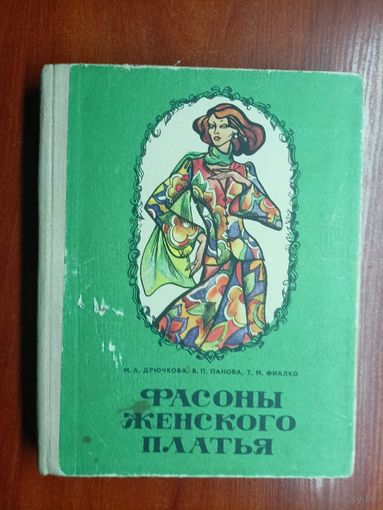 М. А. ДРЮЧКОВА, В. П. ПАНОВА, Т. М. ФИАЛКО
ФАСОНЫ
ЖЕНСКОГО
ПЛАТЬЯ